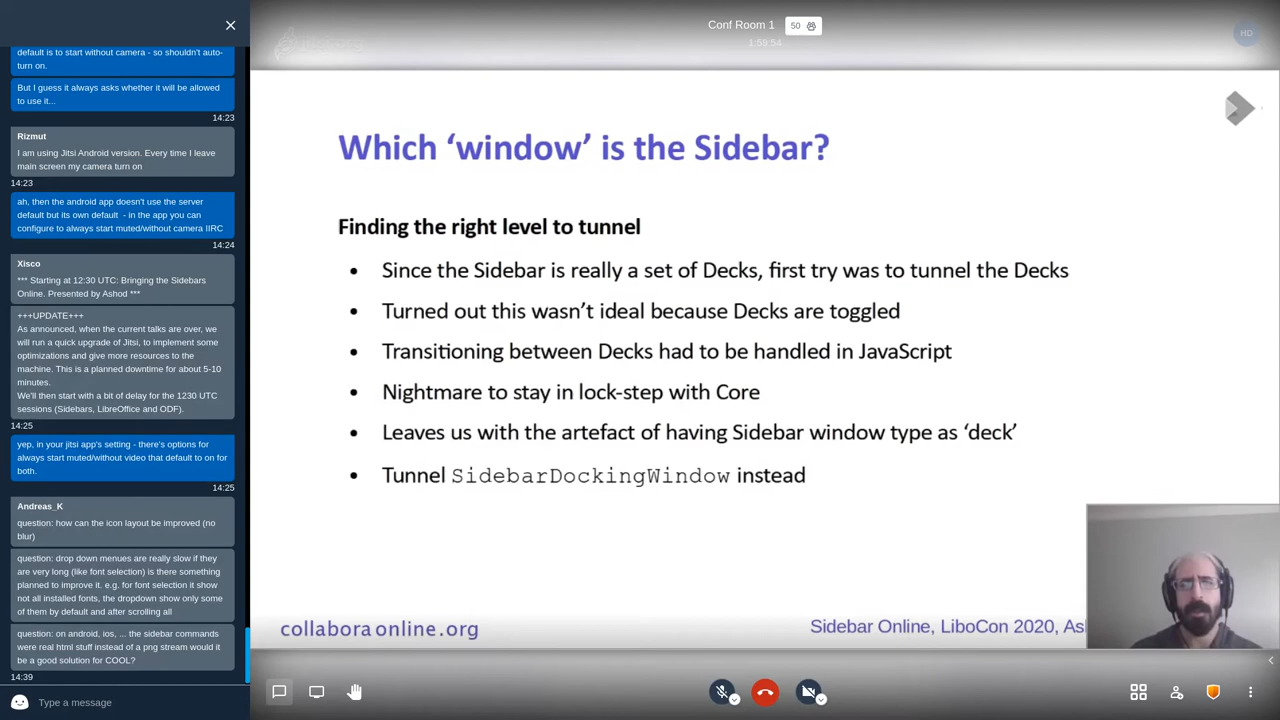 default is to start without camera - so shouldn't auto-
turn on.
But I guess it always asks whether it will be allowed
to use it...
14:23
Rizmut
I am using Jitsi Android version. Every time I leave
main screen my camera turn on
14:23
ah, then the android app doesn't use the server
default but its own default  - in the app you can
configure to always start muted/without camera IIRC
14:24
Xisco
*** Starting at 12:30 UTC: Bringing the Sidebars
Online. Presented by Ashod ***
+++UPDATE+++
As announced, when the current talks are over, we
will run a quick upgrade of Jitsi, to implement some
optimizations and give more resources to the
machine. This is a planned downtime for about 5-10
minutes.
We'll then start with a bit of delay for the 1230 UTC
sessions (Sidebars, LibreOffice and ODF).
14:25
yep, in your jitsi app's setting - there's options for
always start muted/without video that default to on for
both.
14:25
Andreas_K
question: how can the icon layout be improved (no
blur)
question: drop down menues are really slow if they
are very long (like font selection) is there something
planned to improve it. e.g. for font selection it show
not all installed fonts, the dropdown show only some
of them by default and after scrolling all
question: on android, ios, ... the sidebar commands
were real html stuff instead of a png stream would it
be a good solution for COOL?
14:39
Type a message
Conf Room 1
50
1:59:54
HD
Which ‘window’ is the Sidebar?
Finding the right level to tunnel
• Since the Sidebar is really a set of Decks, first try was to tunnel the Decks
• Turned out this wasn’t ideal because Decks are toggled
• Transitioning between Decks had to be handled in JavaScript
• Nightmare to stay in lock-step with Core
• Leaves us with the artefact of having Sidebar window type as ‘deck’
• Tunnel SidebarDockingWindow instead
collabora online.org
Sidebar Online, LiboCon 2020, As